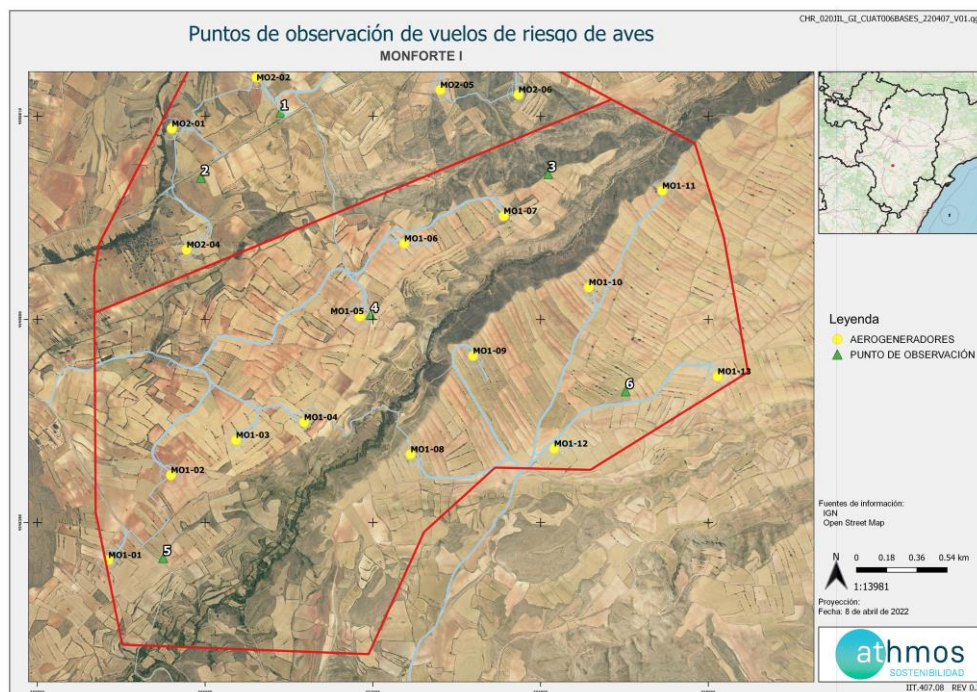 CHR_020JIL_GI_CUAT006BASES_220407_V01.qg
Puntos de observación de vuelos de riesgo de aves
MONFORTE I
MO2-02
MO2-05
MO2-06
1
MO2-01
2
3
MO1-11
MO1-07
MO2-04
MO1-06
MO1-10
MO1-05
4
MO1-09
MO1-13
6
MO1-04
MO1-03
MO1-12
MO1-08
MO1-02
MO1-01
5
Leyenda
AEROGENERADORES
PUNTO DE OBSERVACIÓN
Fuentes de información:
IGN
Open Street Map
N
0 0.18 0.36 0.54 km
1:13981
Proyección:
Fecha: 8 de abril de 2022
athmos
SOSTENIBILIDAD
IIT.407.08 REV 0.